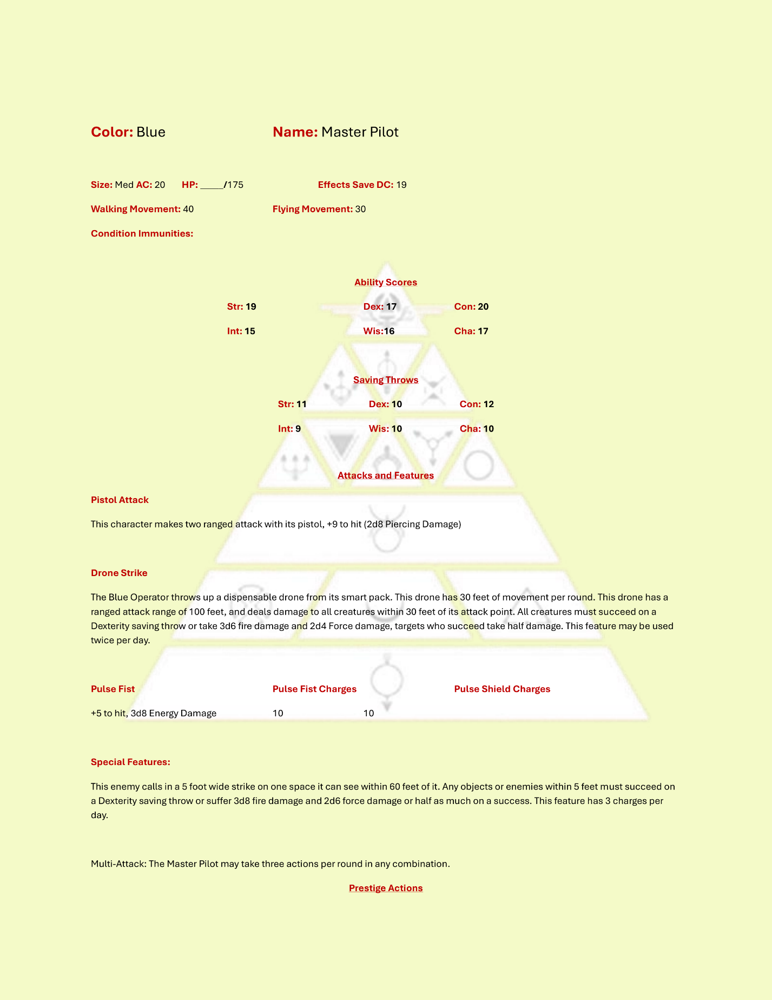 Color: Blue Name: Master Pilot
Size: Med AC: 20 HP: _____/175 Effects Save DC: 19
Walking Movement: 40 Flying Movement: 30
Condition Immunities:
Ability Scores
Str: 19 Dex: 17 Con: 20
Int: 15 Wis:16 Cha: 17
Saving Throws
Str: 11 Dex: 10 Con: 12
Int: 9 Wis: 10 Cha: 10
Attacks and Features
Pistol Attack
This character makes two ranged attack with its pistol, +9 to hit (2d8 Piercing Damage)
Drone Strike
The Blue Operator throws up a dispensable drone from its smart pack. This drone has 30 feet of movement per round. This drone has a
ranged attack range of 100 feet, and deals damage to all creatures within 30 feet of its attack point. All creatures must succeed on a
Dexterity saving throw or take 3d6 fire damage and 2d4 Force damage, targets who succeed take half damage. This feature may be used
twice per day.
Pulse Fist Pulse Fist Charges Pulse Shield Charges
+5 to hit, 3d8 Energy Damage 10 10
Special Features:
This enemy calls in a 5 foot wide strike on one space it can see within 60 feet of it. Any objects or enemies within 5 feet must succeed on
a Dexterity saving throw or suffer 3d8 fire damage and 2d6 force damage or half as much on a success. This feature has 3 charges per
day.
Multi-Attack: The Master Pilot may take three actions per round in any combination.
Prestige Actions